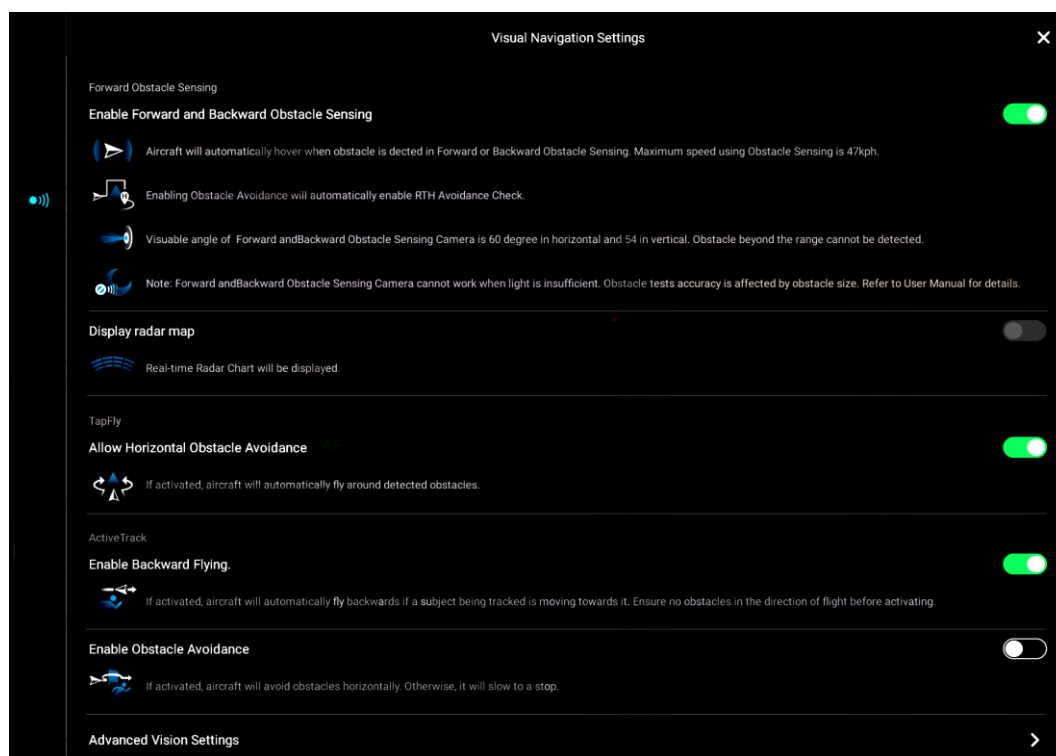 Visual Navigation Settings
Forward Obstacle Sensing
Enable Forward and Backward Obstacle Sensing
Aircraft will automatically hover when obstacle is dected in Forward or Backward Obstacle Sensing. Maximum speed using Obstacle Sensing is 47kph.
Enabling Obstacle Avoidance will automatically enable RTH Avoidance Check.
Visuable angle of Forward andBackward Obstacle Sensing Camera is 60 degree in horizontal and 54 in vertical. Obstacle beyond the range cannot be detected.
Note: Forward andBackward Obstacle Sensing Camera cannot work when light is insufficient. Obstacle tests accuracy is affected by obstacle size. Refer to User Manual for details.
Display radar map
Real-time Radar Chart will be displayed.
TapFly
Allow Horizontal Obstacle Avoidance
If activated, aircraft will automatically fly around detected obstacies.
ActiveTrack
Enable Backward Flying.
If activated, aircraft will automatically fly backwards if a subject being tracked is moving towards it. Ensure no obstacles in the direction of flight before activating.
Enable Obstacle Avoidance
If activated, aircraft will avoid obstacles horizontally. Otherwise, it will slow to a stop.
Advanced Vision Settings